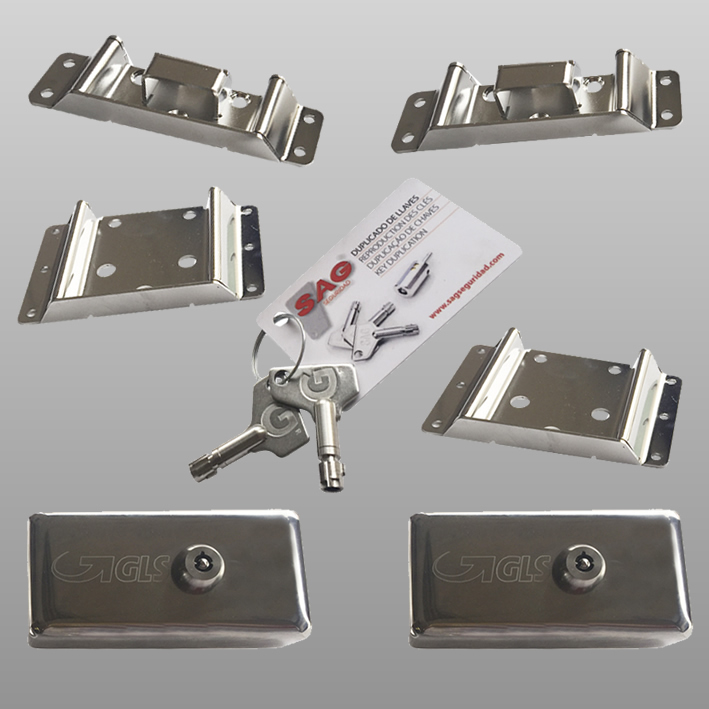 DUPLICADO DE LLAVES
REPRODUCTION DES CLÉS
DUPLICAÇÃO DE CHAVES
KEY DUPLICATION
SAG
SEGURIDAD
www.sagseguridad.com
G
G
GLS
GLS